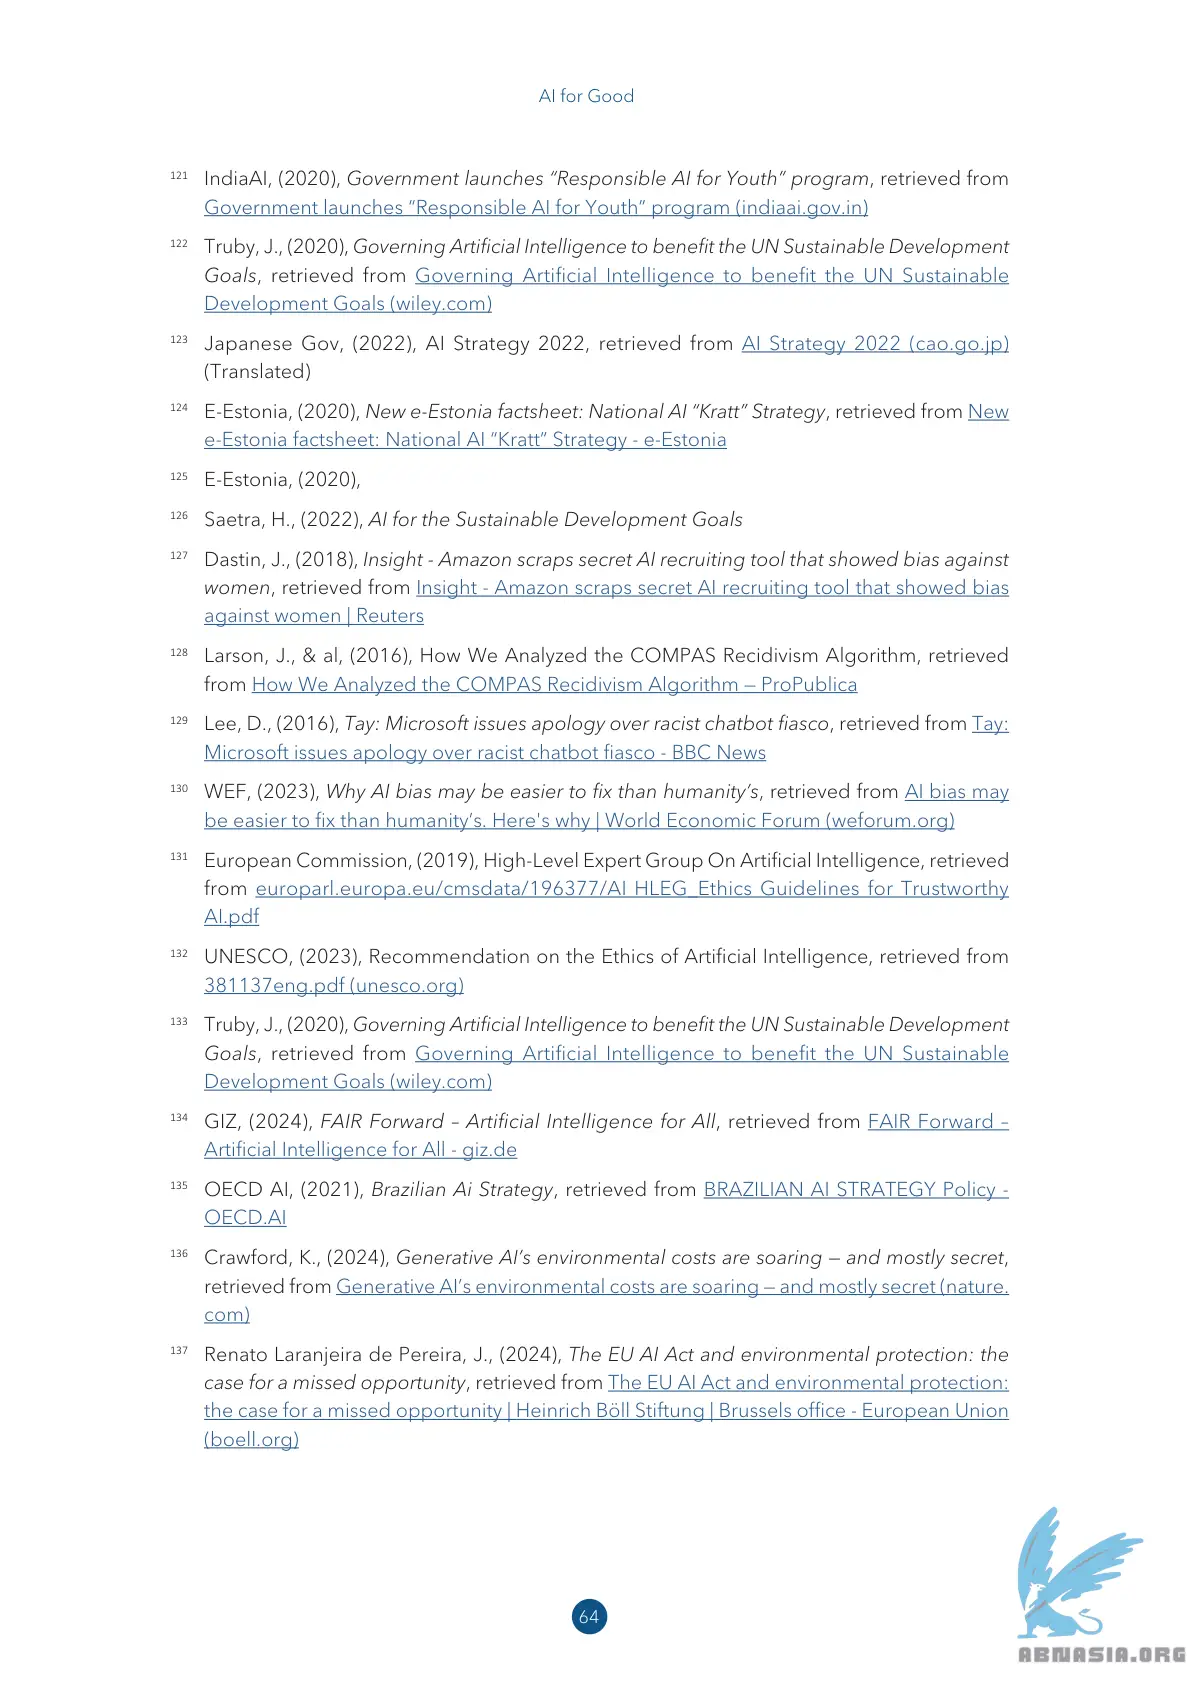 AI for Good
121 IndiaAI, (2020), Government launches “Responsible AI for Youth” program, retrieved from
Government launches “Responsible AI for Youth” program (indiaai.gov.in)
122 Truby, J., (2020), Governing Artificial Intelligence to benefit the UN Sustainable Development
Goals, retrieved from Governing Artificial Intelligence to benefit the UN Sustainable
Development Goals (wiley.com)
123 Japanese Gov, (2022), AI Strategy 2022, retrieved from AI Strategy 2022 (cao.go.jp)
(Translated)
124 E-Estonia, (2020), New e-Estonia factsheet: National AI “Kratt” Strategy, retrieved from New
e-Estonia factsheet: National AI “Kratt” Strategy - e-Estonia
125 E-Estonia, (2020),
126 Saetra, H., (2022), AI for the Sustainable Development Goals
127 Dastin, J., (2018), Insight - Amazon scraps secret AI recruiting tool that showed bias against
women, retrieved from Insight - Amazon scraps secret AI recruiting tool that showed bias
against women | Reuters
128 Larson, J., & al, (2016), How We Analyzed the COMPAS Recidivism Algorithm, retrieved
from How We Analyzed the COMPAS Recidivism Algorithm — ProPublica
129 Lee, D., (2016), Tay: Microsoft issues apology over racist chatbot fiasco, retrieved from Tay:
Microsoft issues apology over racist chatbot fiasco - BBC News
130 WEF, (2023), Why AI bias may be easier to fix than humanity’s, retrieved from AI bias may
be easier to fix than humanity’s. Here's why | World Economic Forum (weforum.org)
131 European Commission, (2019), High-Level Expert Group On Artificial Intelligence, retrieved
from europarl.europa.eu/cmsdata/196377/AI HLEG_Ethics Guidelines for Trustworthy
AI.pdf
132 UNESCO, (2023), Recommendation on the Ethics of Artificial Intelligence, retrieved from
381137eng.pdf (unesco.org)
133 Truby, J., (2020), Governing Artificial Intelligence to benefit the UN Sustainable Development
Goals, retrieved from Governing Artificial Intelligence to benefit the UN Sustainable
Development Goals (wiley.com)
134 GIZ, (2024), FAIR Forward – Artificial Intelligence for All, retrieved from FAIR Forward –
Artificial Intelligence for All - giz.de
135 OECD AI, (2021), Brazilian Ai Strategy, retrieved from BRAZILIAN AI STRATEGY Policy -
OECD.AI
136 Crawford, K., (2024), Generative AI’s environmental costs are soaring — and mostly secret,
retrieved from Generative AI’s environmental costs are soaring — and mostly secret (nature.
com)
137 Renato Laranjeira de Pereira, J., (2024), The EU AI Act and environmental protection: the
case for a missed opportunity, retrieved from The EU AI Act and environmental protection:
the case for a missed opportunity | Heinrich Böll Stiftung | Brussels office - European Union
(boell.org)
64
ABNASIA.ORG